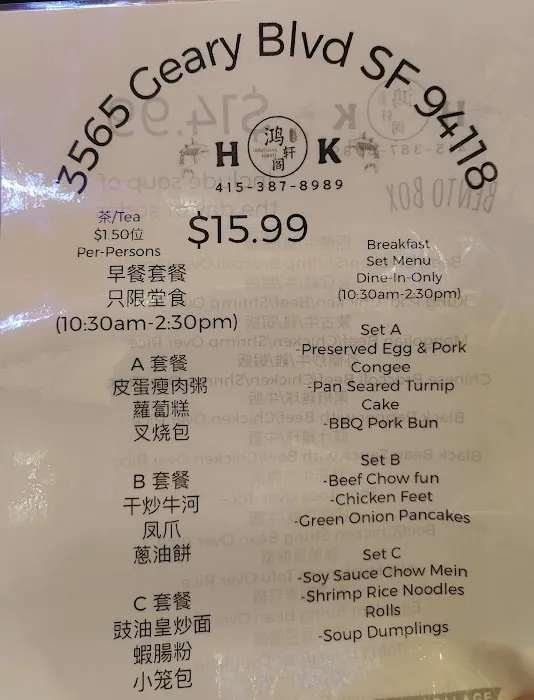 3565 Geary Blvd SF 94118
H 鸿轩阁 K
415-387-8989
茶/Tea
$1.50位
Per-Persons
$15.99
早餐套餐
只限堂食
(10:30am-2:30pm)
A 套餐
皮蛋瘦肉粥
蘿蔔糕
叉烧包
B 套餐
干炒牛河
凤爪
蔥油餅
C 套餐
豉油皇炒面
蝦腸粉
小笼包
Breakfast
Set Menu
Dine-In-Only
(10:30am-2:30pm)
Set A
-Preserved Egg & Pork
Congee
-Pan Seared Turnip
Cake
-BBQ Pork Bun
Set B
-Beef Chow fun
-Chicken Feet
-Green Onion Pancakes
Set C
-Soy Sauce Chow Mein
-Shrimp Rice Noodles
Rolls
-Soup Dumplings